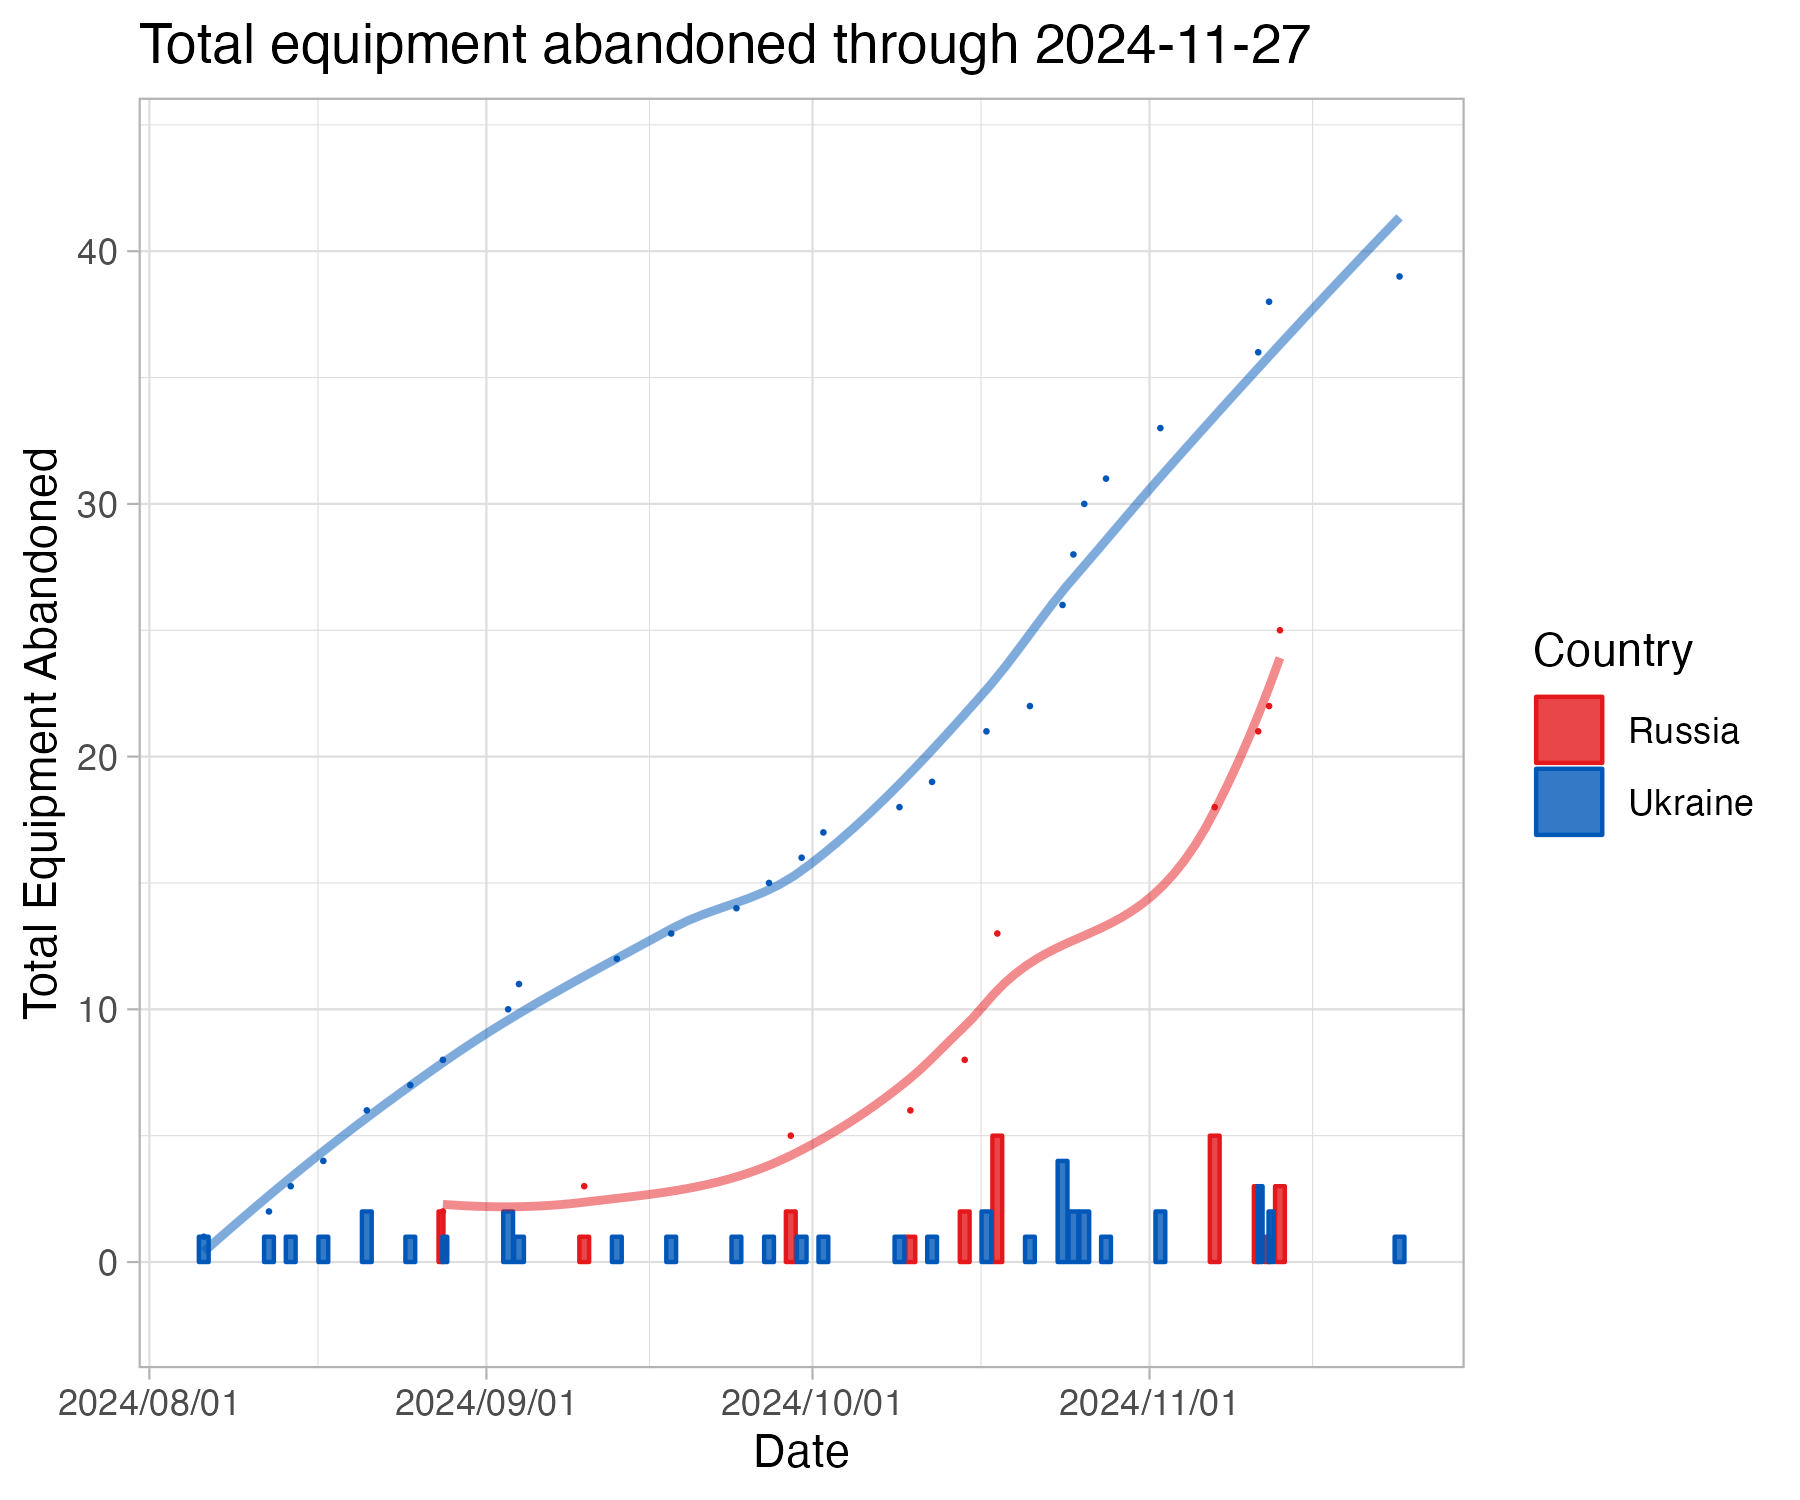 Total equipment abandoned through 2024-11-27
Total Equipment Abandoned
40
30
20
10
0
2024/08/01
2024/09/01
2024/10/01
2024/11/01
Date
Country
Russia
Ukraine